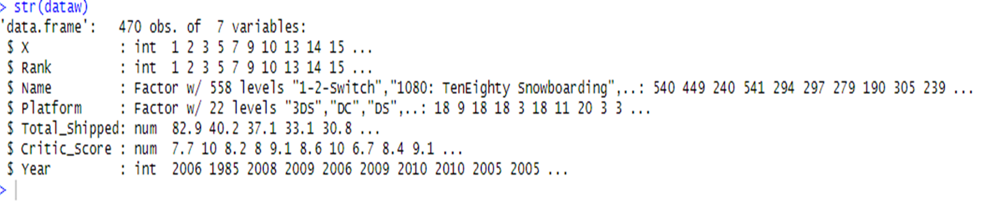 > str(dataw)
'data.frame':   470 obs. of  7 variables:
 $ X            : int  1 2 3 5 7 9 10 13 14 15 ...
 $ Rank         : int  1 2 3 5 7 9 10 13 14 15 ...
 $ Name         : Factor w/ 558 levels "1-2-Switch","1080: TenEighty Snowboarding",..: 540 449 240 541 294 297 279 190 305 239 ...
 $ Platform     : Factor w/ 22 levels "3DS","DC","DS",..: 18 9 18 18 3 18 11 20 3 3 ...
 $ Total_Shipped: num  82.9 40.2 37.1 33.1 30.8 ...
 $ Critic_Score : num  7.7 10 8.2 8 9.1 8.6 10 6.7 8.4 9.1 ...
 $ Year         : int  2006 1985 2008 2009 2006 2009 2010 2010 2005 2005 ...
>